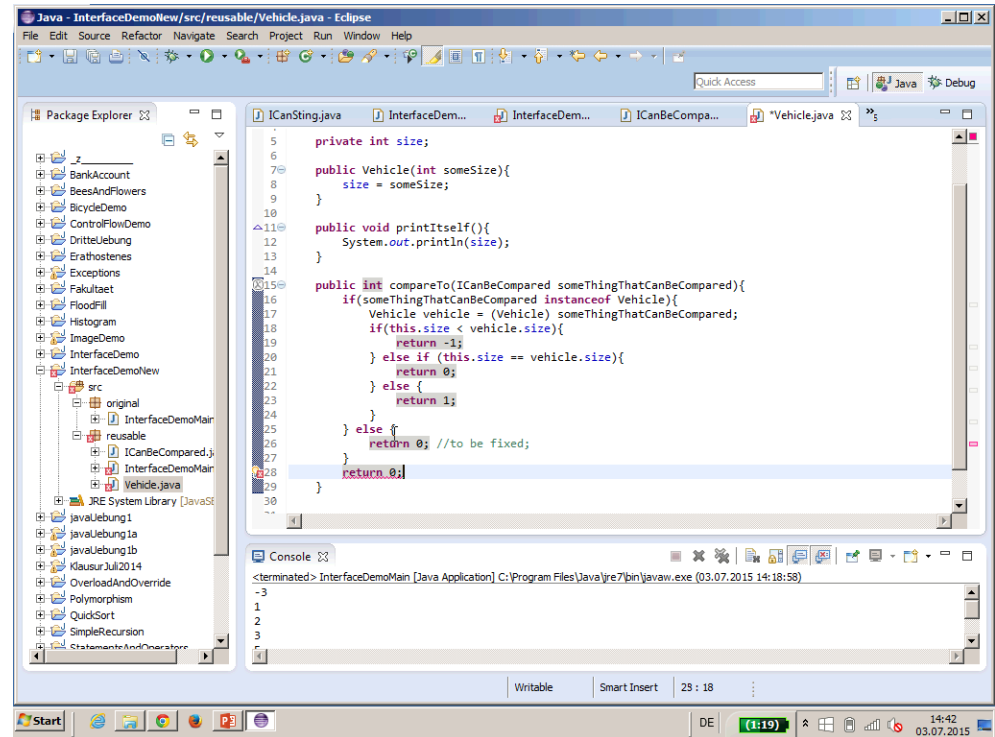 Java - InterfaceDemoNew/src/reusable/Vehicle.java - Eclipse
File Edit Source Refactor Navigate Search Project Run Window Help
Quick Access
Java
Debug
Package Explorer
_z_________
BankAccount
BeesAndFlowers
BicycleDemo
ControlFlowDemo
DritteUebung
Erathostenes
Exceptions
Fakultaet
FloodFill
Histogram
ImageDemo
InterfaceDemo
InterfaceDemoNew
src
original
InterfaceDemoMain
reusable
ICanBeCompared.j
InterfaceDemoMain
Vehicle.java
JRE System Library [JavaSE
javaUebung1
javaUebung1a
javaUebung1b
KlausurJuli2014
OverloadAndOverride
Polymorphism
QuickSort
SimpleRecursion
StatementsAndOperators
ICanSting.java InterfaceDem... InterfaceDem... ICanBeCompa... *Vehicle.java »5
5 private int size;
6
7 public Vehicle(int someSize){
8 size = someSize;
9 }
10
11 public void printItself(){
12 System.out.println(size);
13 }
14
15 public int compareTo(ICanBeCompared someThingThatCanBeCompared){
16 if(someThingThatCanBeCompared instanceof Vehicle){
17 Vehicle vehicle = (Vehicle) someThingThatCanBeCompared;
18 if(this.size < vehicle.size){
19 return -1;
20 } else if (this.size == vehicle.size){
21 return 0;
22 } else {
23 return 1;
24 }
25 } else {
26 return 0; //to be fixed;
27 }
28 return 0;
29 }
30
Console
<terminated> InterfaceDemoMain [Java Application] C:\Program Files\Java\jre7\bin\javaw.exe (03.07.2015 14:18:58)
-3
1
2
3
Writable Smart Insert 28 : 18
Start
DE (1:19) 14:42
03.07.2015